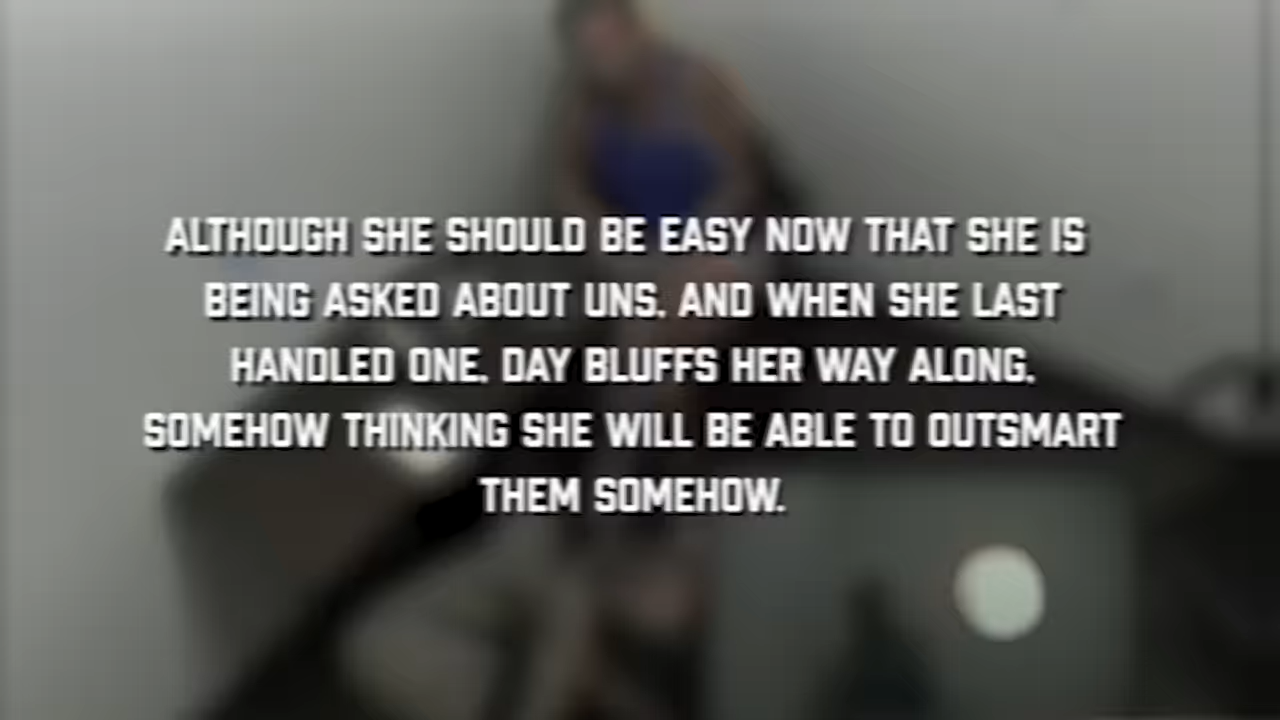 ALTHOUGH SHE SHOULD BE EASY NOW THAT SHE IS
BEING ASKED ABOUT UNS, AND WHEN SHE LAST
HANDLED ONE, DAY BLUFFS HER WAY ALONG,
SOMEHOW THINKING SHE WILL BE ABLE TO OUTSMART
THEM SOMEHOW.